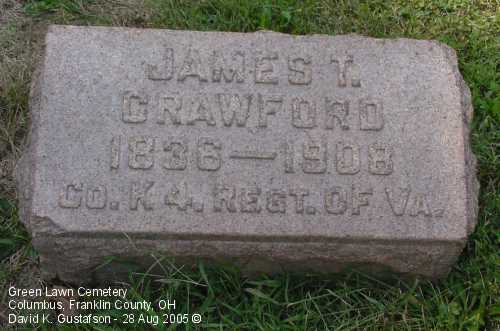 JAMES T.
CRAWFORD
1836—1908
CO. K 4. REGT. OF VA.
Green Lawn Cemetery
Columbus, Franklin County, OH
David K. Gustafson - 28 Aug 2005 ©